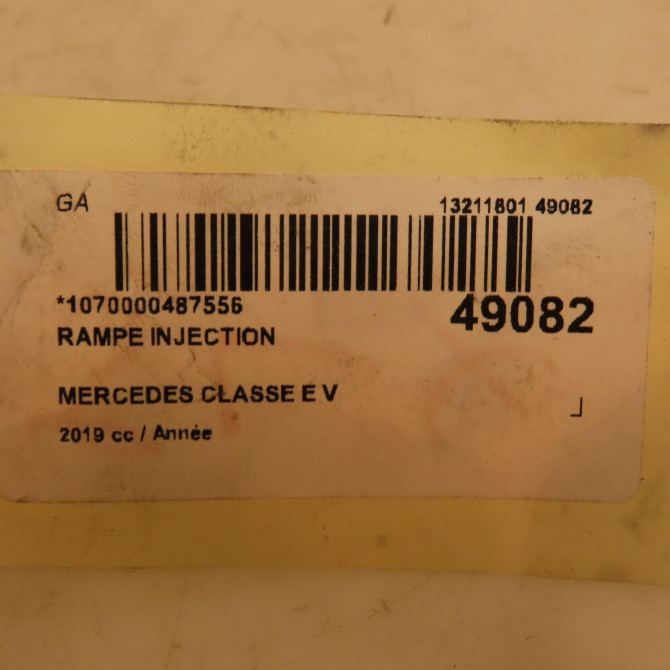 GA
13211801 49082
*1070000487556
49082
RAMPE INJECTION
MERCEDES CLASSE E V
2019 cc / Année